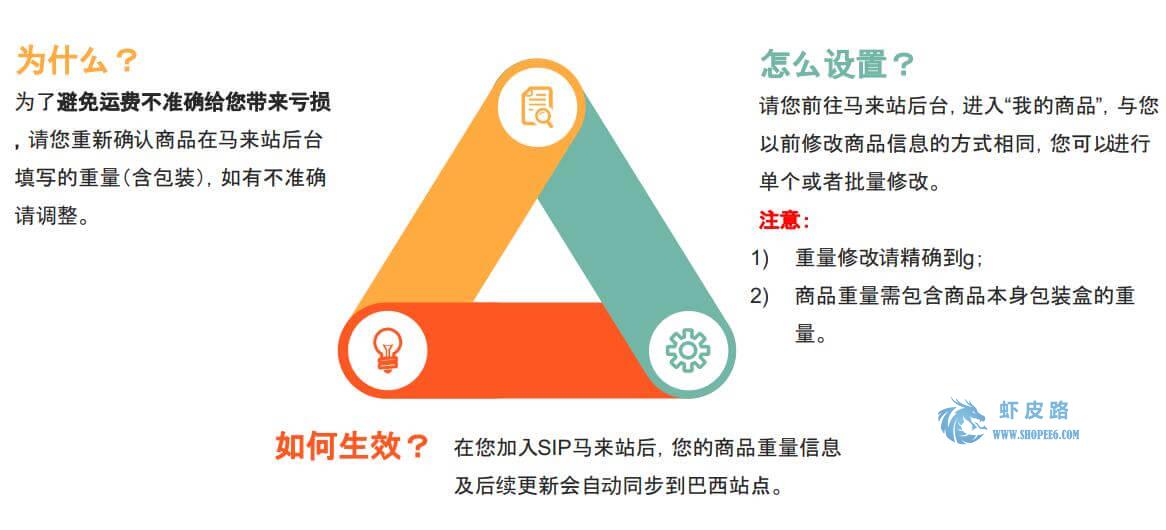 为什么？
为了避免运费不准确给您带来亏损
，请您重新确认商品在马来站后台
填写的重量（含包装），如有不准确
请调整。
怎么设置？
请您前往马来站后台，进入“我的商品”，与您
以前修改商品信息的方式相同，您可以进行
单个或者批量修改。
注意：
1) 重量修改请精确到g；
2) 商品重量需包含商品本身包装盒的重
量。
如何生效？
在您加入SIP马来站后，您的商品重量信息
及后续更新会自动同步到巴西站点。
虾皮路
WWW.SHOPEE6.COM